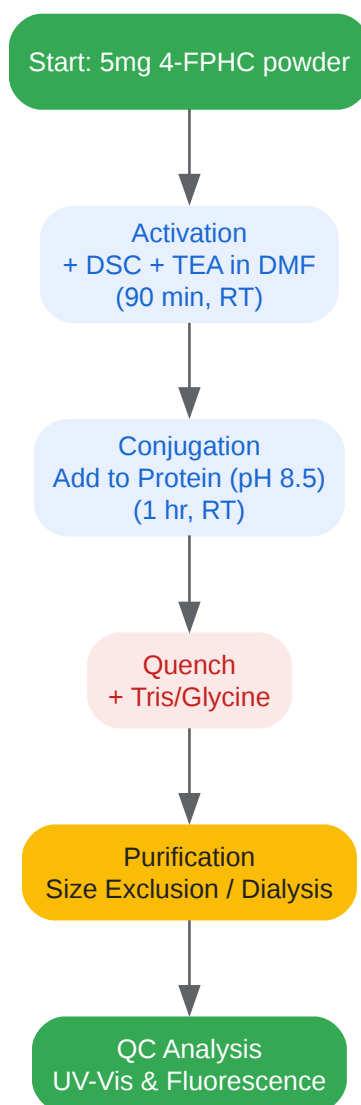 Start: 5mg 4-FPHC powder
Activation
+ DSC + TEA in DMF
(90 min, RT)
Conjugation
Add to Protein (pH 8.5)
(1 hr, RT)
Quench
+ Tris/Glycine
Purification
Size Exclusion / Dialysis
QC Analysis
UV-Vis & Fluorescence